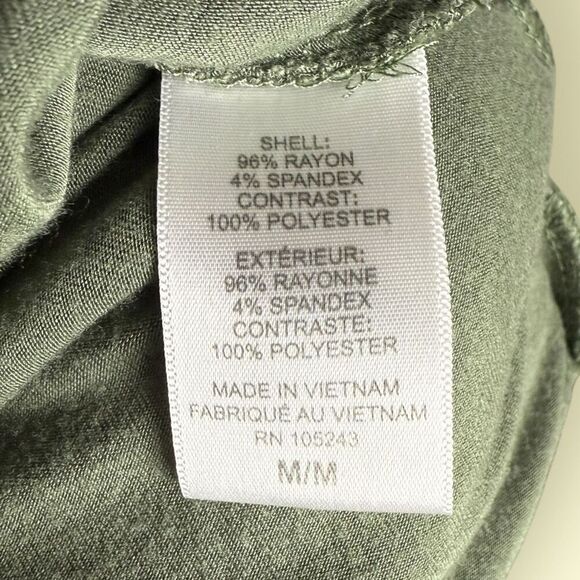 SHELL:
96% RAYON
4% SPANDEX
CONTRAST:
100% POLYESTER
EXTÉRIEUR:
96% RAYONNE
4% SPANDEX
CONTRASTE:
100% POLYESTER
MADE IN VIETNAM
FABRIQUÉ AU VIETNAM
RN 105243
M/M